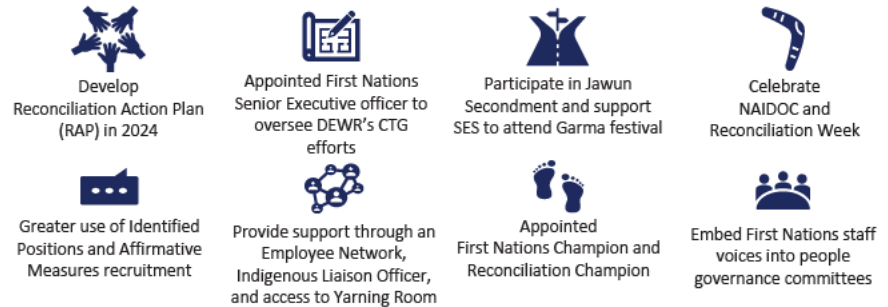 Develop
Reconciliation Action Plan
(RAP) in 2024
Appointed First Nations
Senior Executive officer to
oversee DEWR's CTG
efforts
Participate in Jawun
Secondment and support
SES to attend Garma festival
Celebrate
NAIDOC and
Reconciliation Week
Greater use of Identified
Positions and Affirmative
Measures recruitment
Provide support through an
Employee Network,
Indigenous Liaison Officer,
and access to Yarning Room
Appointed
First Nations Champion and
Reconciliation Champion
Embed First Nations staff
voices into people
governance committees